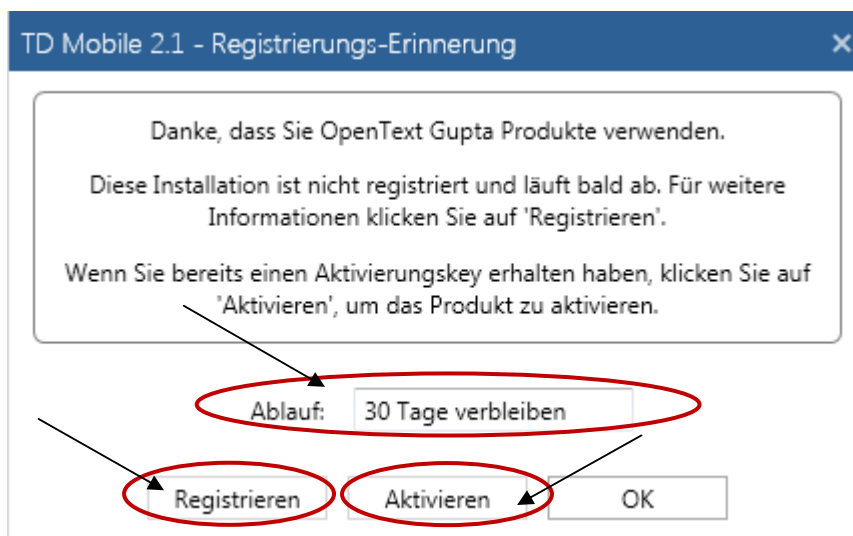 TD Mobile 2.1 - Registrierungs-Erinnerung
Danke, dass Sie OpenText Gupta Produkte verwenden.
Diese Installation ist nicht registriert und läuft bald ab. Für weitere
Informationen klicken Sie auf 'Registrieren'.
Wenn Sie bereits einen Aktivierungskey erhalten haben, klicken Sie auf
'Aktivieren', um das Produkt zu aktivieren.
Ablauf: 30 Tage verbleiben
Registrieren Aktivieren OK